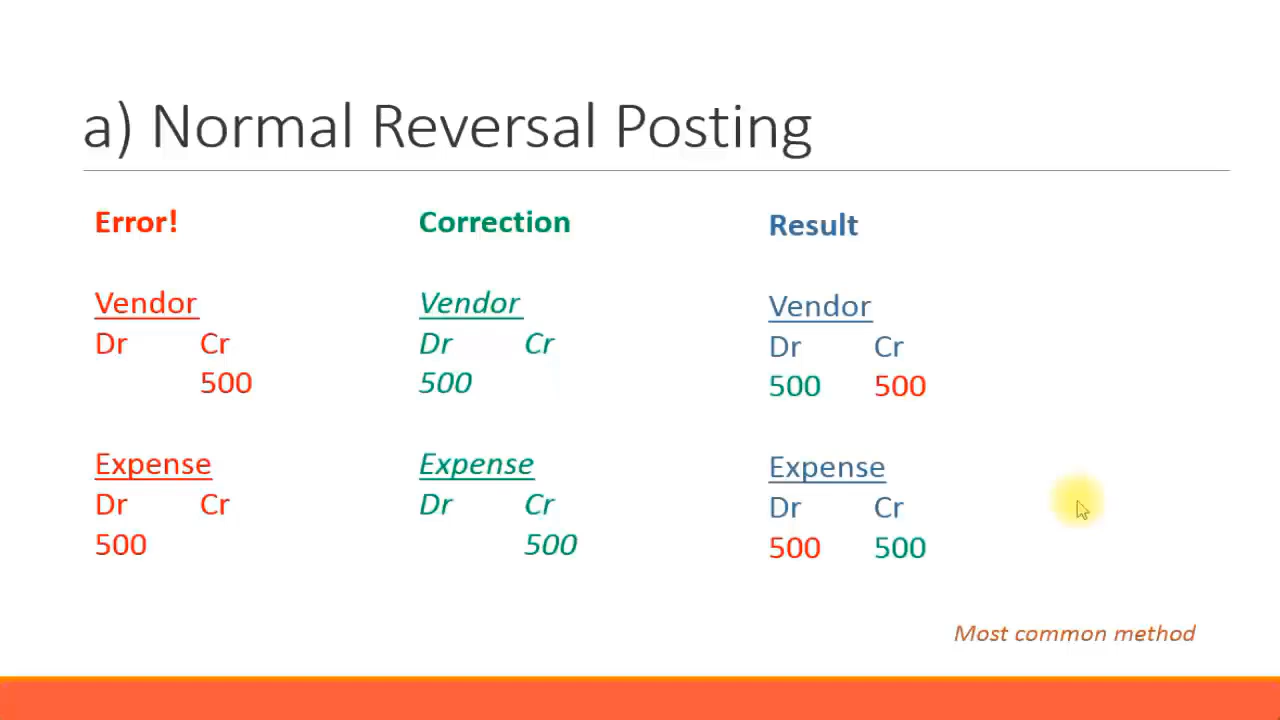 a) Normal Reversal Posting
Error!
Vendor
Dr Cr
500
Expense
Dr Cr
500
Correction
Vendor
Dr Cr
500
Expense
Dr Cr
500
Result
Vendor
Dr Cr
500 500
Expense
Dr Cr
500 500
Most common method